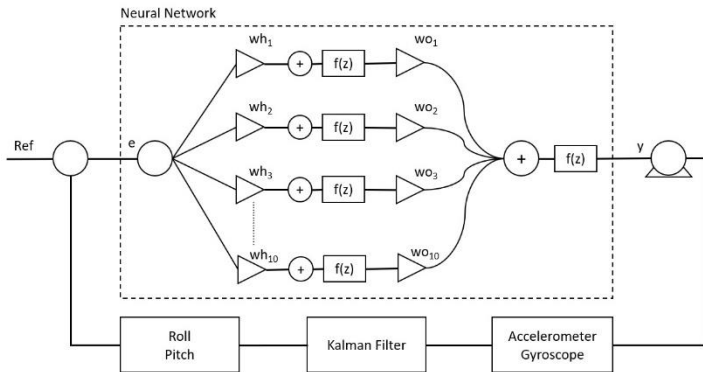 Neural Network
wh1
+
f(z)
wo1
wh2
+
f(z)
wo2
Ref
e
wh3
+
f(z)
wo3
+
f(z)
y
wh10
+
f(z)
wo10
Roll
Pitch
Kalman Filter
Accelerometer
Gyroscope